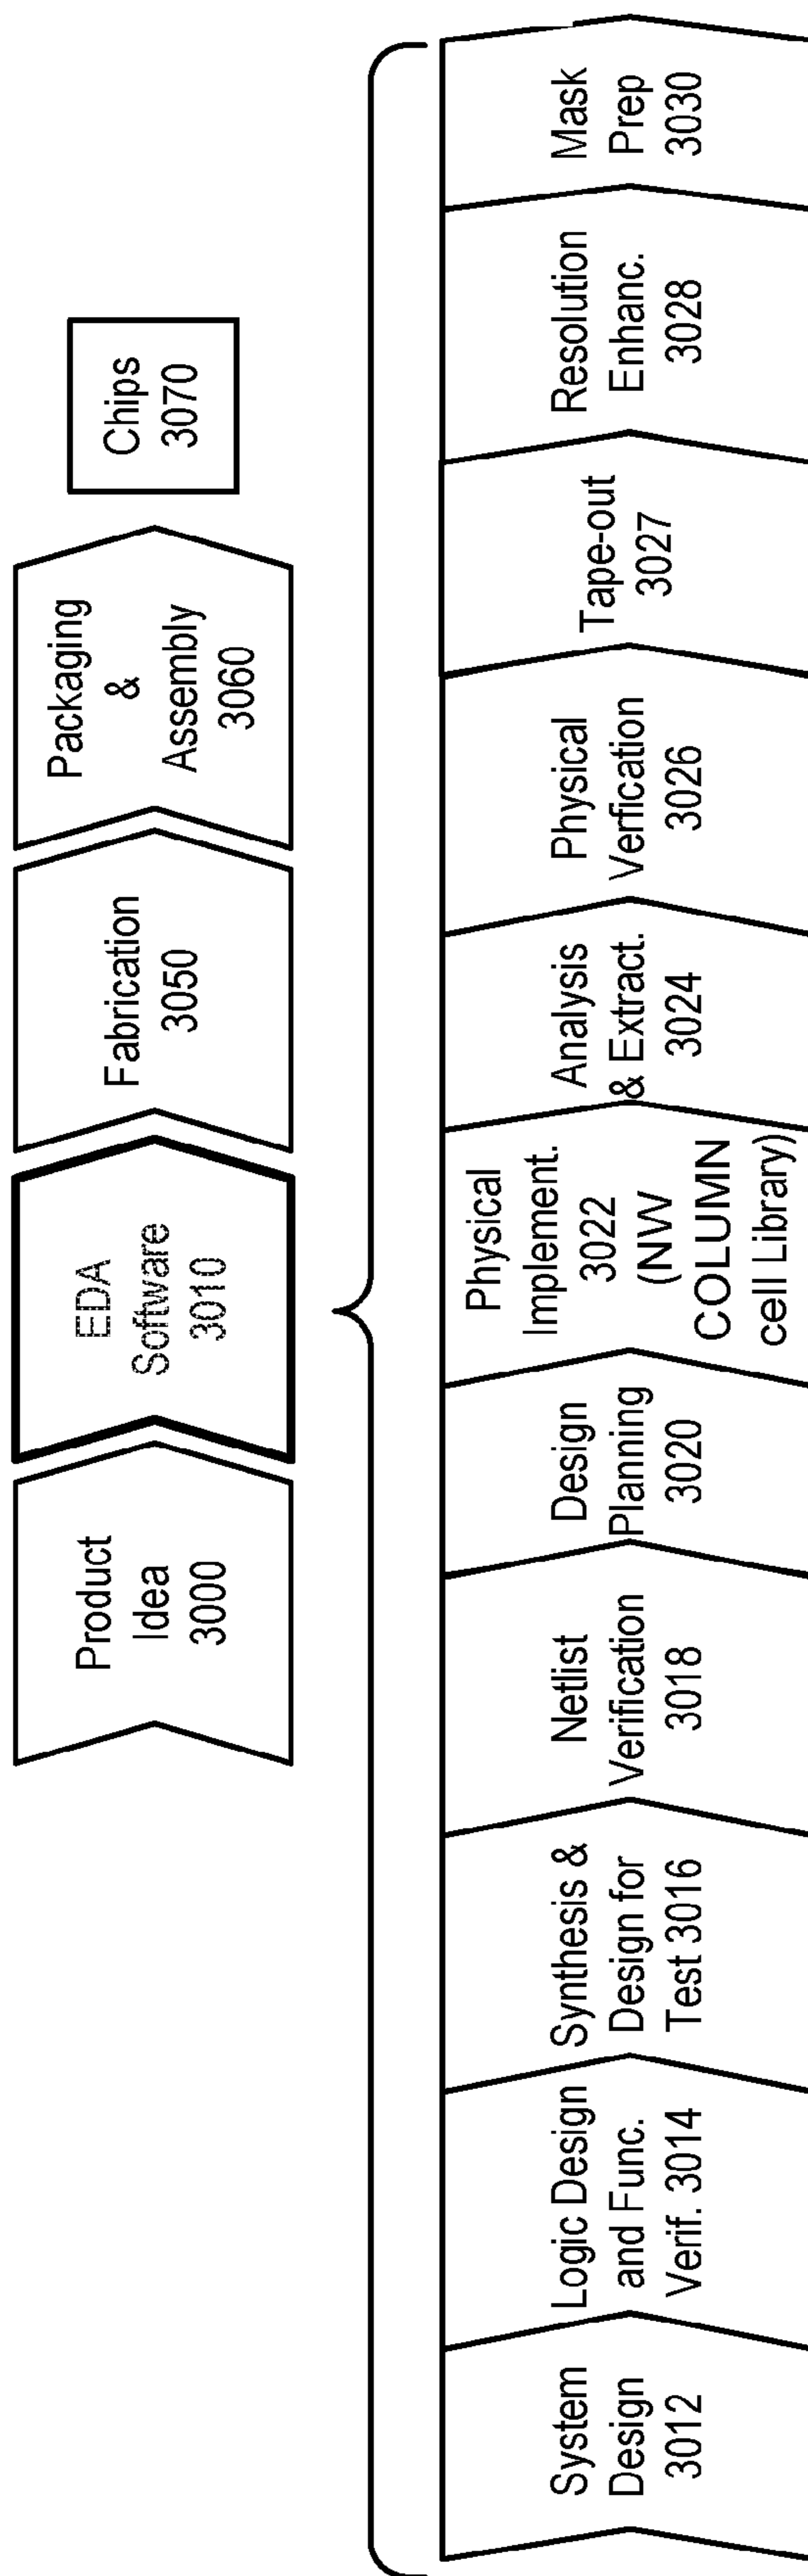 Product
Idea
3000
EDA
Software
3010
Fabrication
3050
Packaging
&
Assembly
3060
Chips
3070
System
Design
3012
Logic Design
and Func.
Verif. 3014
Synthesis &
Design for
Test 3016
Netlist
Verification
3018
Design
Planning
3020
Physical
Implement.
3022
(NW
COLUMN
cell Library)
Analysis
& Extract.
3024
Physical
Verfication
3026
Tape-out
3027
Resolution
Enhanc.
3028
Mask
Prep
3030